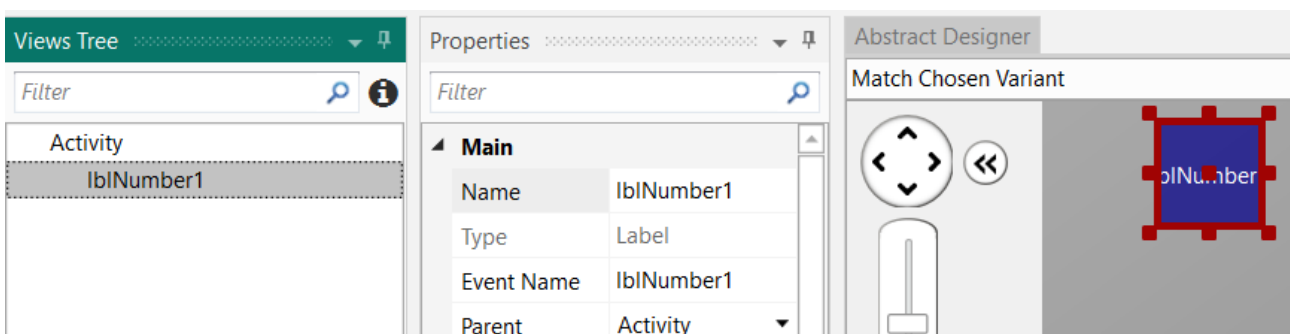 Views Tree
Filter
Activity
lblNumber1
Properties
Filter
Main
Name lblNumber1
Type Label
Event Name lblNumber1
Parent Activity
Abstract Designer
Match Chosen Variant
blNumber